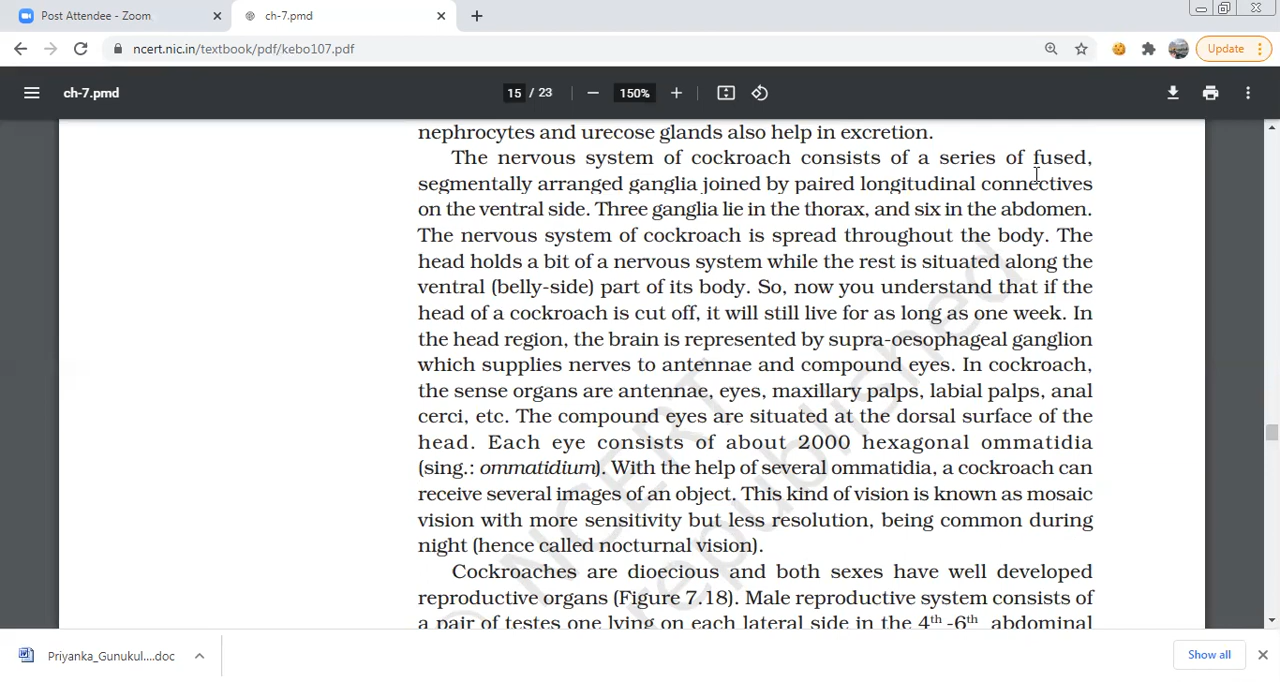 Post Attendee - Zoom
ch-7.pmd
ncert.nic.in/textbook/pdf/kebo107.pdf
Update
ch-7.pmd
15 / 23
150%
nephrocytes and urecose glands also help in excretion.
The nervous system of cockroach consists of a series of fused,
segmentally arranged ganglia joined by paired longitudinal connectives
on the ventral side. Three ganglia lie in the thorax, and six in the abdomen.
The nervous system of cockroach is spread throughout the body. The
head holds a bit of a nervous system while the rest is situated along the
ventral (belly-side) part of its body. So, now you understand that if the
head of a cockroach is cut off, it will still live for as long as one week. In
the head region, the brain is represented by supra-oesophageal ganglion
which supplies nerves to antennae and compound eyes. In cockroach,
the sense organs are antennae, eyes, maxillary palps, labial palps, anal
cerci, etc. The compound eyes are situated at the dorsal surface of the
head. Each eye consists of about 2000 hexagonal ommatidia
(sing.: ommatidium). With the help of several ommatidia, a cockroach can
receive several images of an object. This kind of vision is known as mosaic
vision with more sensitivity but less resolution, being common during
night (hence called nocturnal vision).
Cockroaches are dioecious and both sexes have well developed
reproductive organs (Figure 7.18). Male reproductive system consists of
a pair of testes one lying on each lateral side in the 4th -6th abdominal
© NCERT
republished
Priyanka_Gunukul....doc
Show all